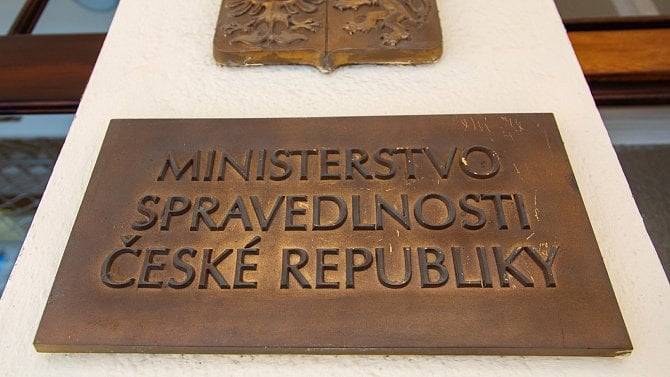 MINISTERSTVO
SPRAVEDLNOSTI
ČESKÉ REPUBLIKY